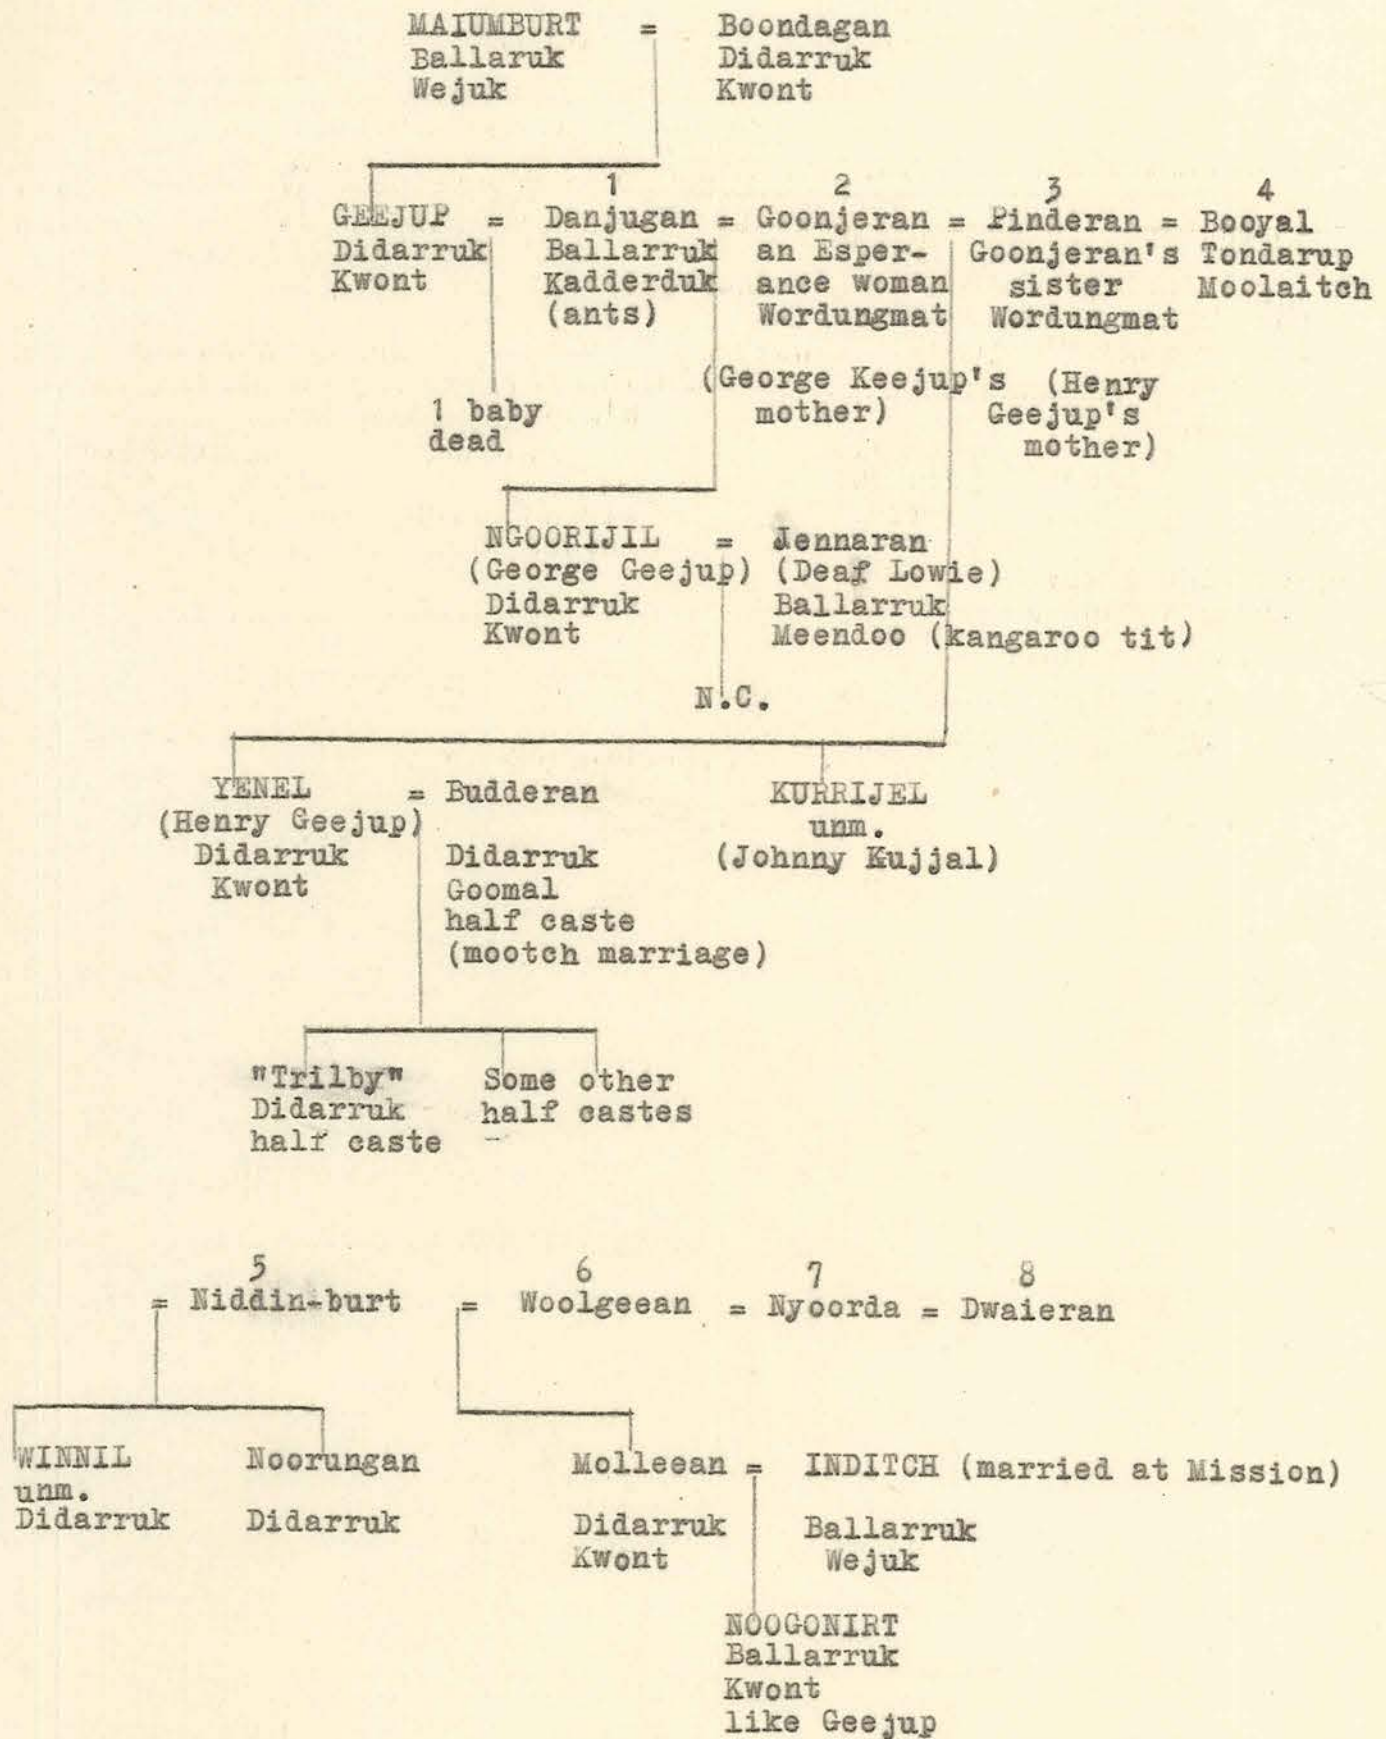 MAIUMBURT = Boondagan
Ballaruk Didarruk
Wejuk Kwont
1 2 3 4
GEEJUP = Danjugan = Goonjeran = Pinderan = Booyal
Didarruk Ballarruk an Esper- Goonjeran's Tondarup
Kwont Kadderduk ance woman sister Moolaitch
(ants) Wordungmat Wordungmat
(George Keejup's (Henry
1 baby mother) Geejup's
dead mother)
NGOORIJIL = Jennaran
(George Geejup) (Deaf Lowie)
Didarruk Ballarruk
Kwont Meendoo (kangaroo tit)
N.C.
YENEL = Budderan KURRIJEL
(Henry Geejup) unm.
Didarruk Didarruk (Johnny Kujjal)
Kwont Goomal
half caste
(mootch marriage)
"Trilby" Some other
Didarruk half castes
half caste
5 6 7 8
= Niddin-burt = Woolgeean = Nyoorda = Dwaieran
WINNIL Noorungan Molleean = INDITCH (married at Mission)
unm.
Didarruk Didarruk Didarruk Ballarruk
Kwont Wejuk
NOOGONIRT
Ballarruk
Kwont
like Geejup